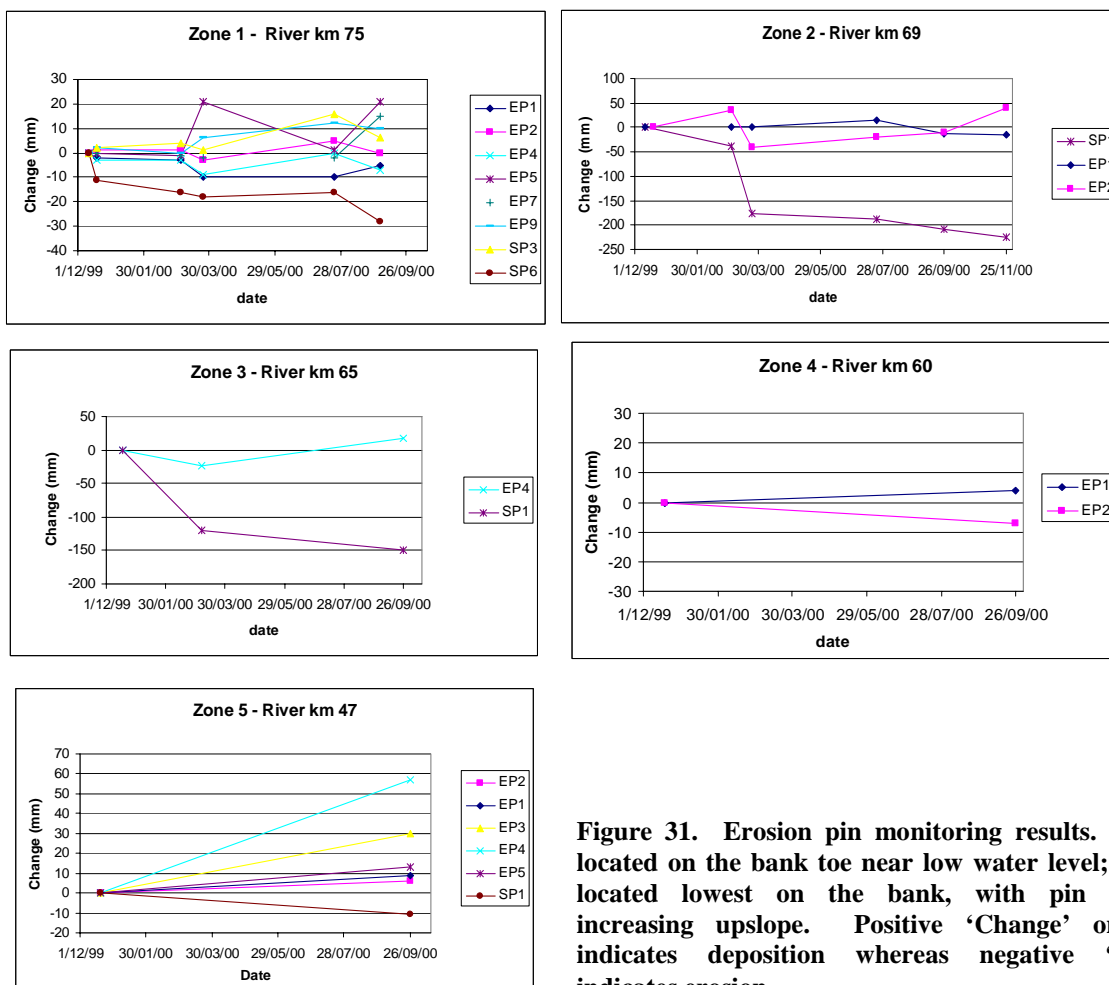 Zone 1 - River km 75
30
20
10
0
-10
-20
-30
-40
Change (mm)
1/12/99 30/01/00 30/03/00 29/05/00 28/07/00 26/09/00
date
EP1
EP2
EP4
EP5
EP7
EP9
SP3
SP6
Zone 2 - River km 69
100
50
0
-50
-100
-150
-200
-250
Change (mm)
1/12/99 30/01/00 30/03/00 29/05/00 28/07/00 26/09/00 25/11/00
date
SP1
EP1
EP2
Zone 3 - River km 65
50
0
-50
-100
-150
-200
Change (mm)
1/12/99 30/01/00 30/03/00 29/05/00 28/07/00 26/09/00
date
EP4
SP1
Zone 4 - River km 60
30
20
10
0
-10
-20
-30
Change (mm)
1/12/99 30/01/00 30/03/00 29/05/00 28/07/00 26/09/00
date
EP1
EP2
Zone 5 - River km 47
70
60
50
40
30
20
10
0
-10
-20
Change (mm)
1/12/99 30/01/00 30/03/00 29/05/00 28/07/00 26/09/00
Date
EP2
EP1
EP3
EP4
EP5
SP1
Figure 31. Erosion pin monitoring results.
located on the bank toe near low water level;
located lowest on the bank, with pin
increasing upslope. Positive ‘Change’
indicates deposition whereas negative
indicates erosion